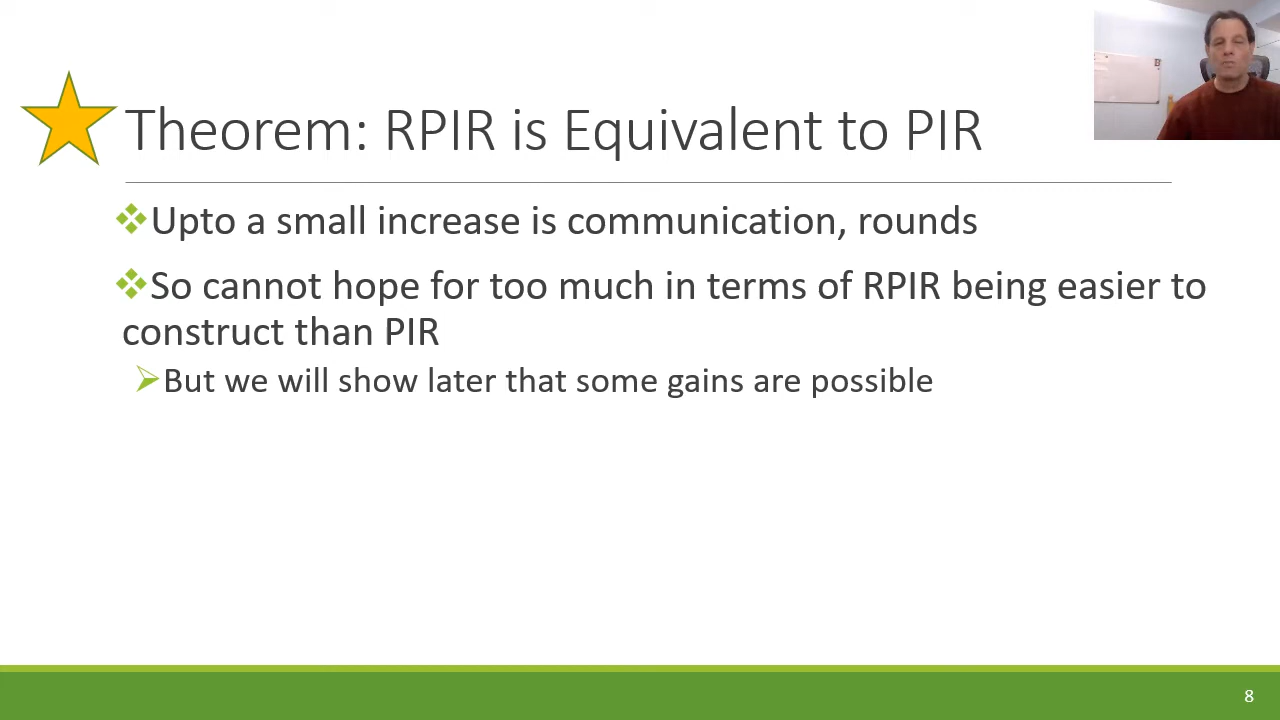 Theorem: RPIR is Equivalent to PIR
Upto a small increase is communication, rounds
So cannot hope for too much in terms of RPIR being easier to
construct than PIR
But we will show later that some gains are possible
8